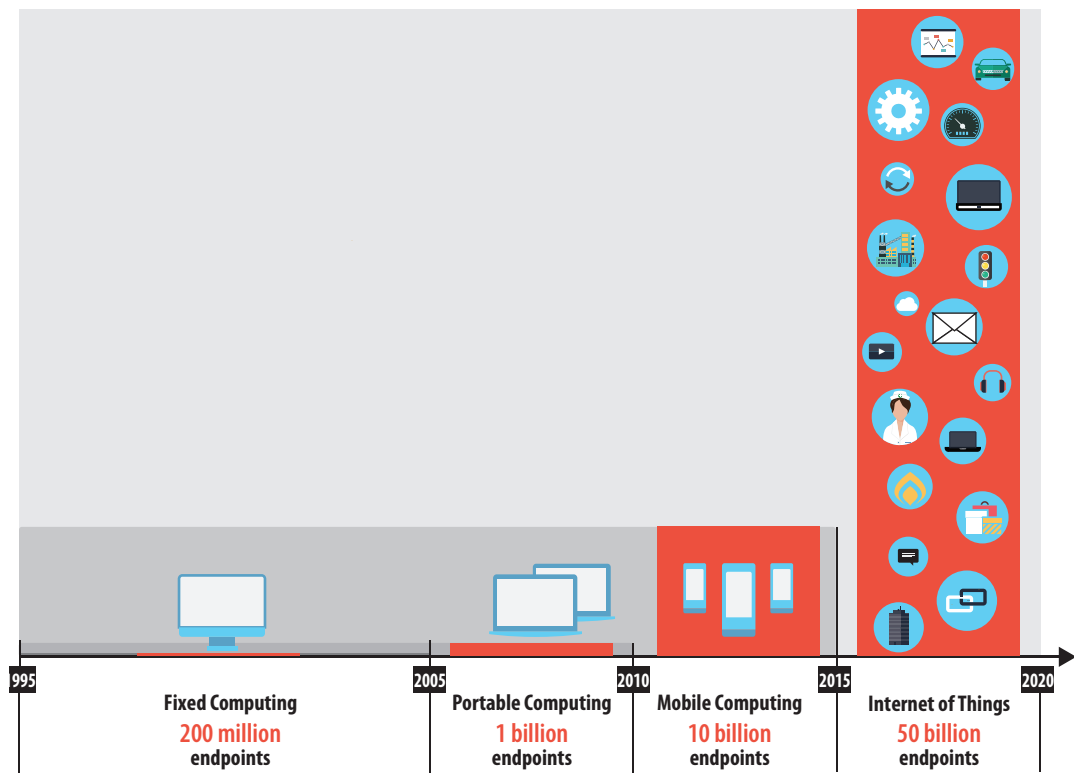 1995
2005
2010
2015
2020
Fixed Computing
200 million
endpoints
Portable Computing
1 billion
endpoints
Mobile Computing
10 billion
endpoints
Internet of Things
50 billion
endpoints